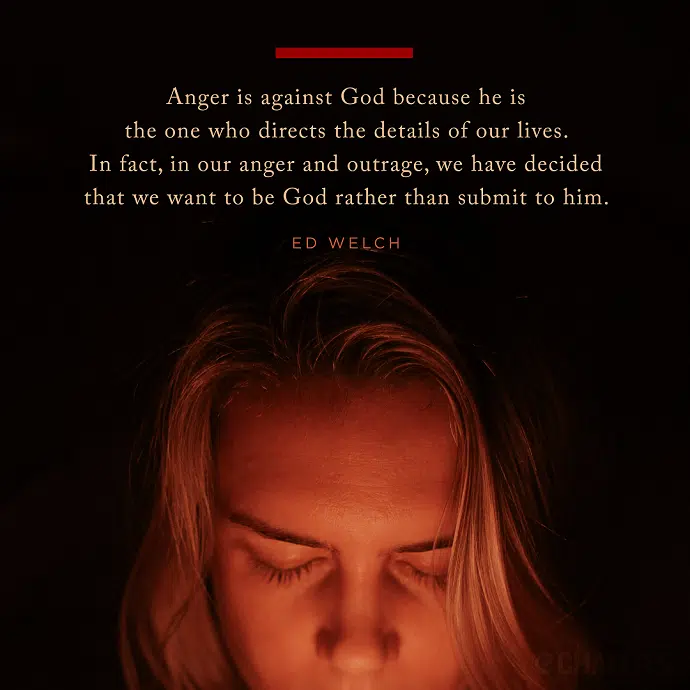 Anger is against God because he is
the one who directs the details of our lives.
In fact, in our anger and outrage, we have decided
that we want to be God rather than submit to him.
ED WELCH